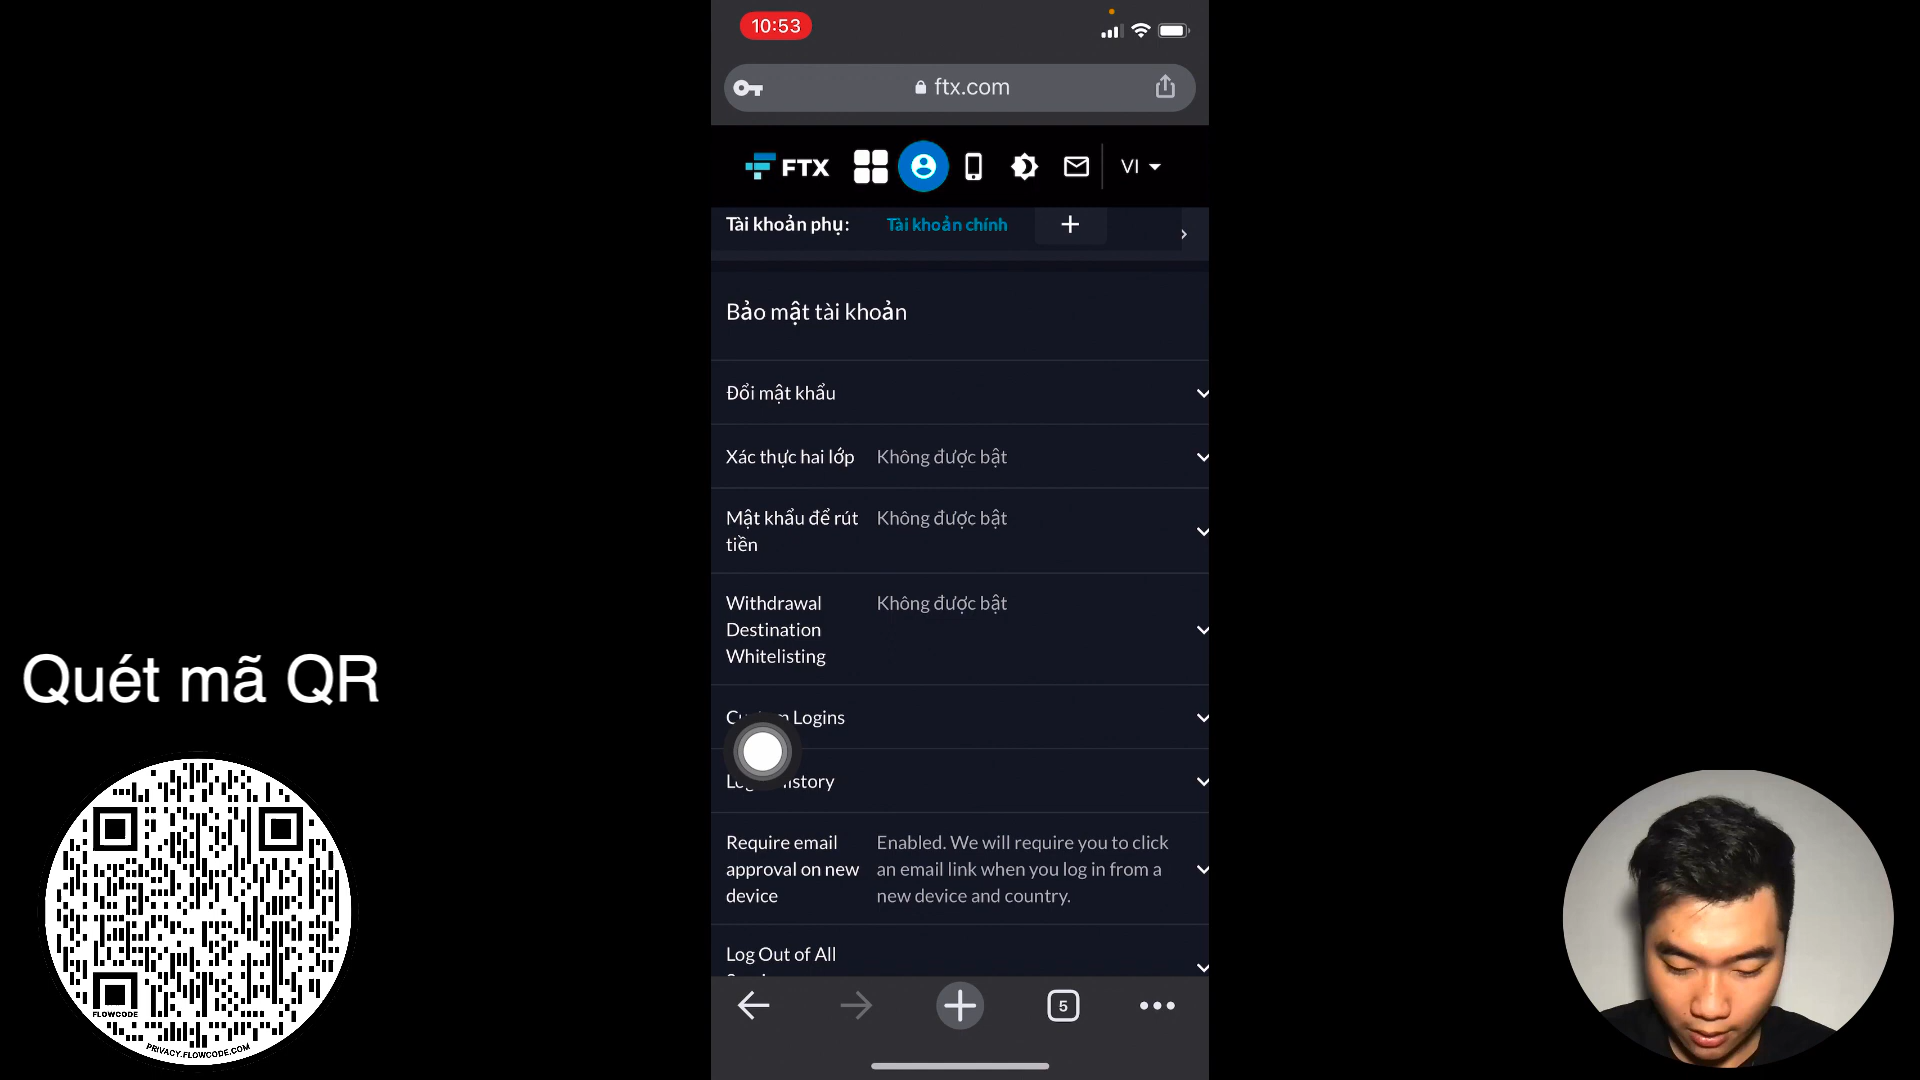 10:53
ftx.com
FTX
VI
Tài khoản phụ:
Tài khoản chính
+
Bảo mật tài khoản
Đổi mật khẩu
Xác thực hai lớp
Không được bật
Mật khẩu để rút
tiền
Không được bật
Withdrawal
Destination
Whitelisting
Không được bật
Logins
Require email
approval on new
device
Enabled. We will require you to click
an email link when you log in from a
new device and country.
Log Out of All
5
Quét mã QR
FLOWCODE
PRIVACY.FLOWCODE.COM